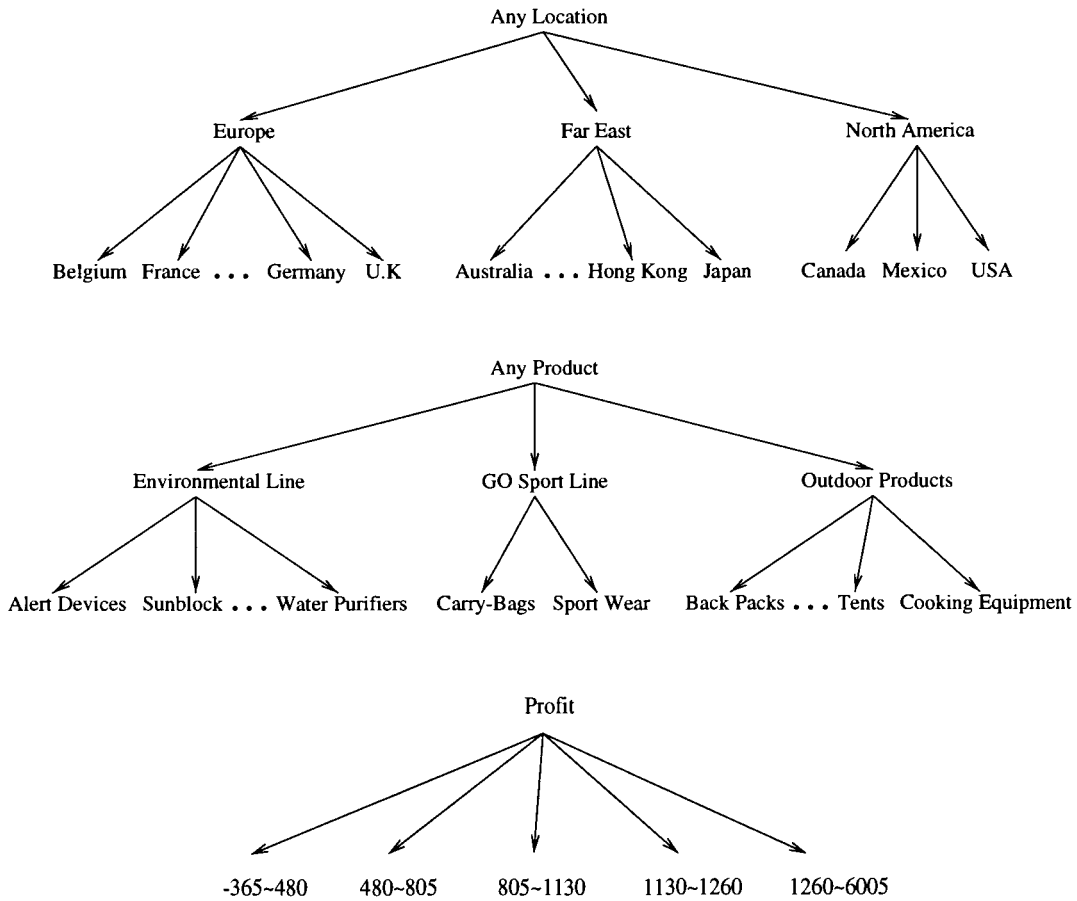 Any Location
Europe Far East North America
Belgium France ... Germany U.K Australia ... Hong Kong Japan Canada Mexico USA
Any Product
Environmental Line GO Sport Line Outdoor Products
Alert Devices Sunblock ... Water Purifiers Carry-Bags Sport Wear Back Packs ... Tents Cooking Equipment
Profit
-365~480 480~805 805~1130 1130~1260 1260~6005